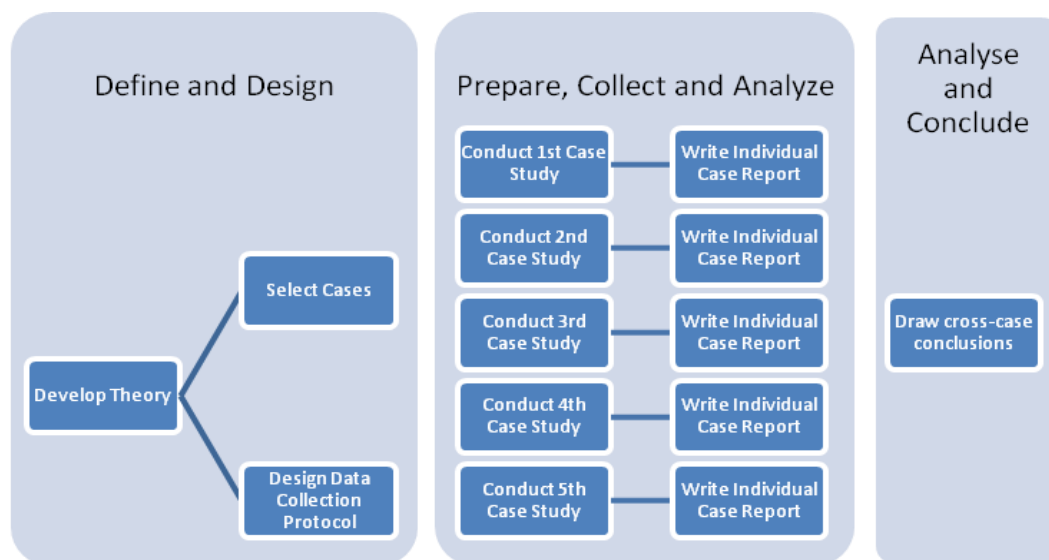 Define and Design
Select Cases
Develop Theory
Design Data
Collection
Protocol
Prepare, Collect and Analyze
Conduct 1st Case
Study
Write Individual
Case Report
Conduct 2nd
Case Study
Write Individual
Case Report
Conduct 3rd
Case Study
Write Individual
Case Report
Conduct 4th
Case Study
Write Individual
Case Report
Conduct 5th
Case Study
Write Individual
Case Report
Analyse
and
Conclude
Draw cross-case
conclusions